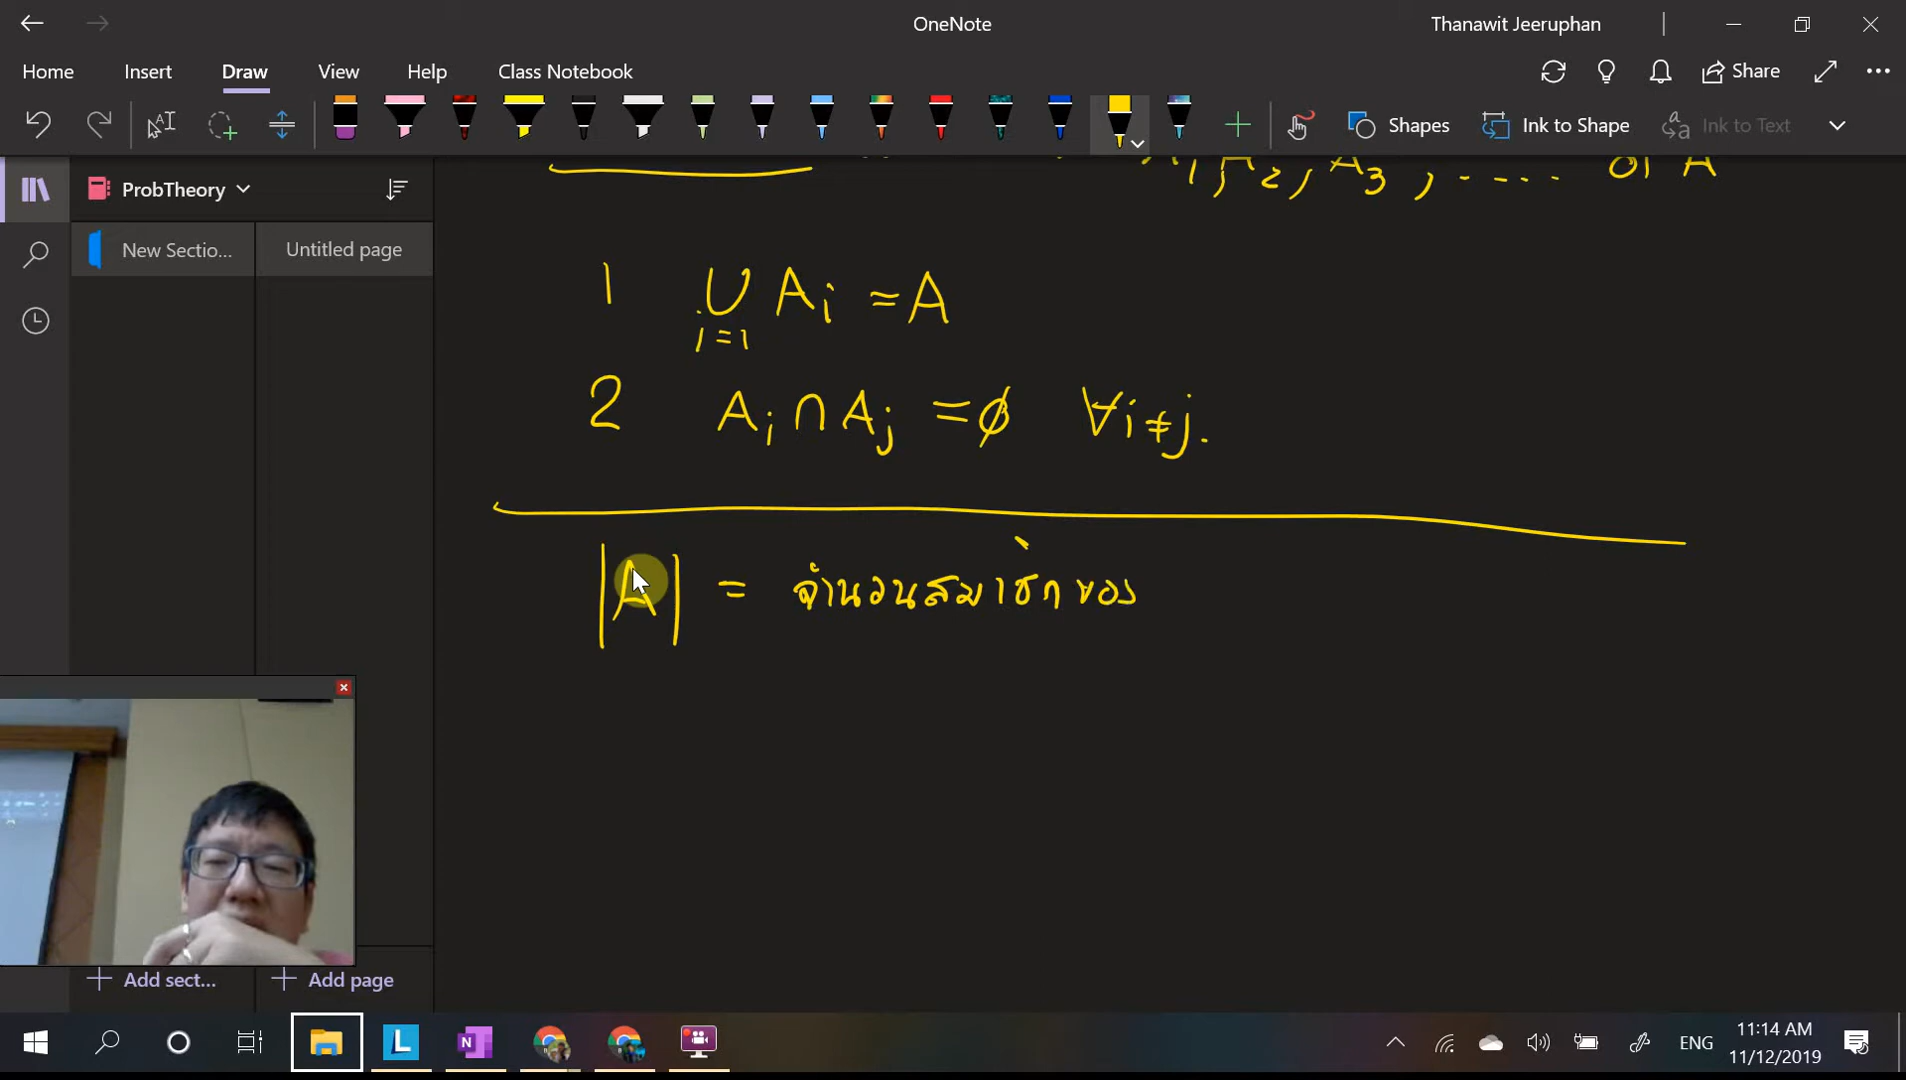 OneNote
Thanawit Jeeruphan
Home Insert Draw View Help Class Notebook
Share
Shapes Ink to Shape Ink to Text
ProbTheory
New Sectio... Untitled page
A₂, A₃, .... of A
1 ∪ Aᵢ = A
i=1
2 Aᵢ ∩ Aⱼ = ∅ ∀i≠j.
|A| = จำนวนสมาชิกของ
Add sect... Add page
L N
ENG
11:14 AM
11/12/2019